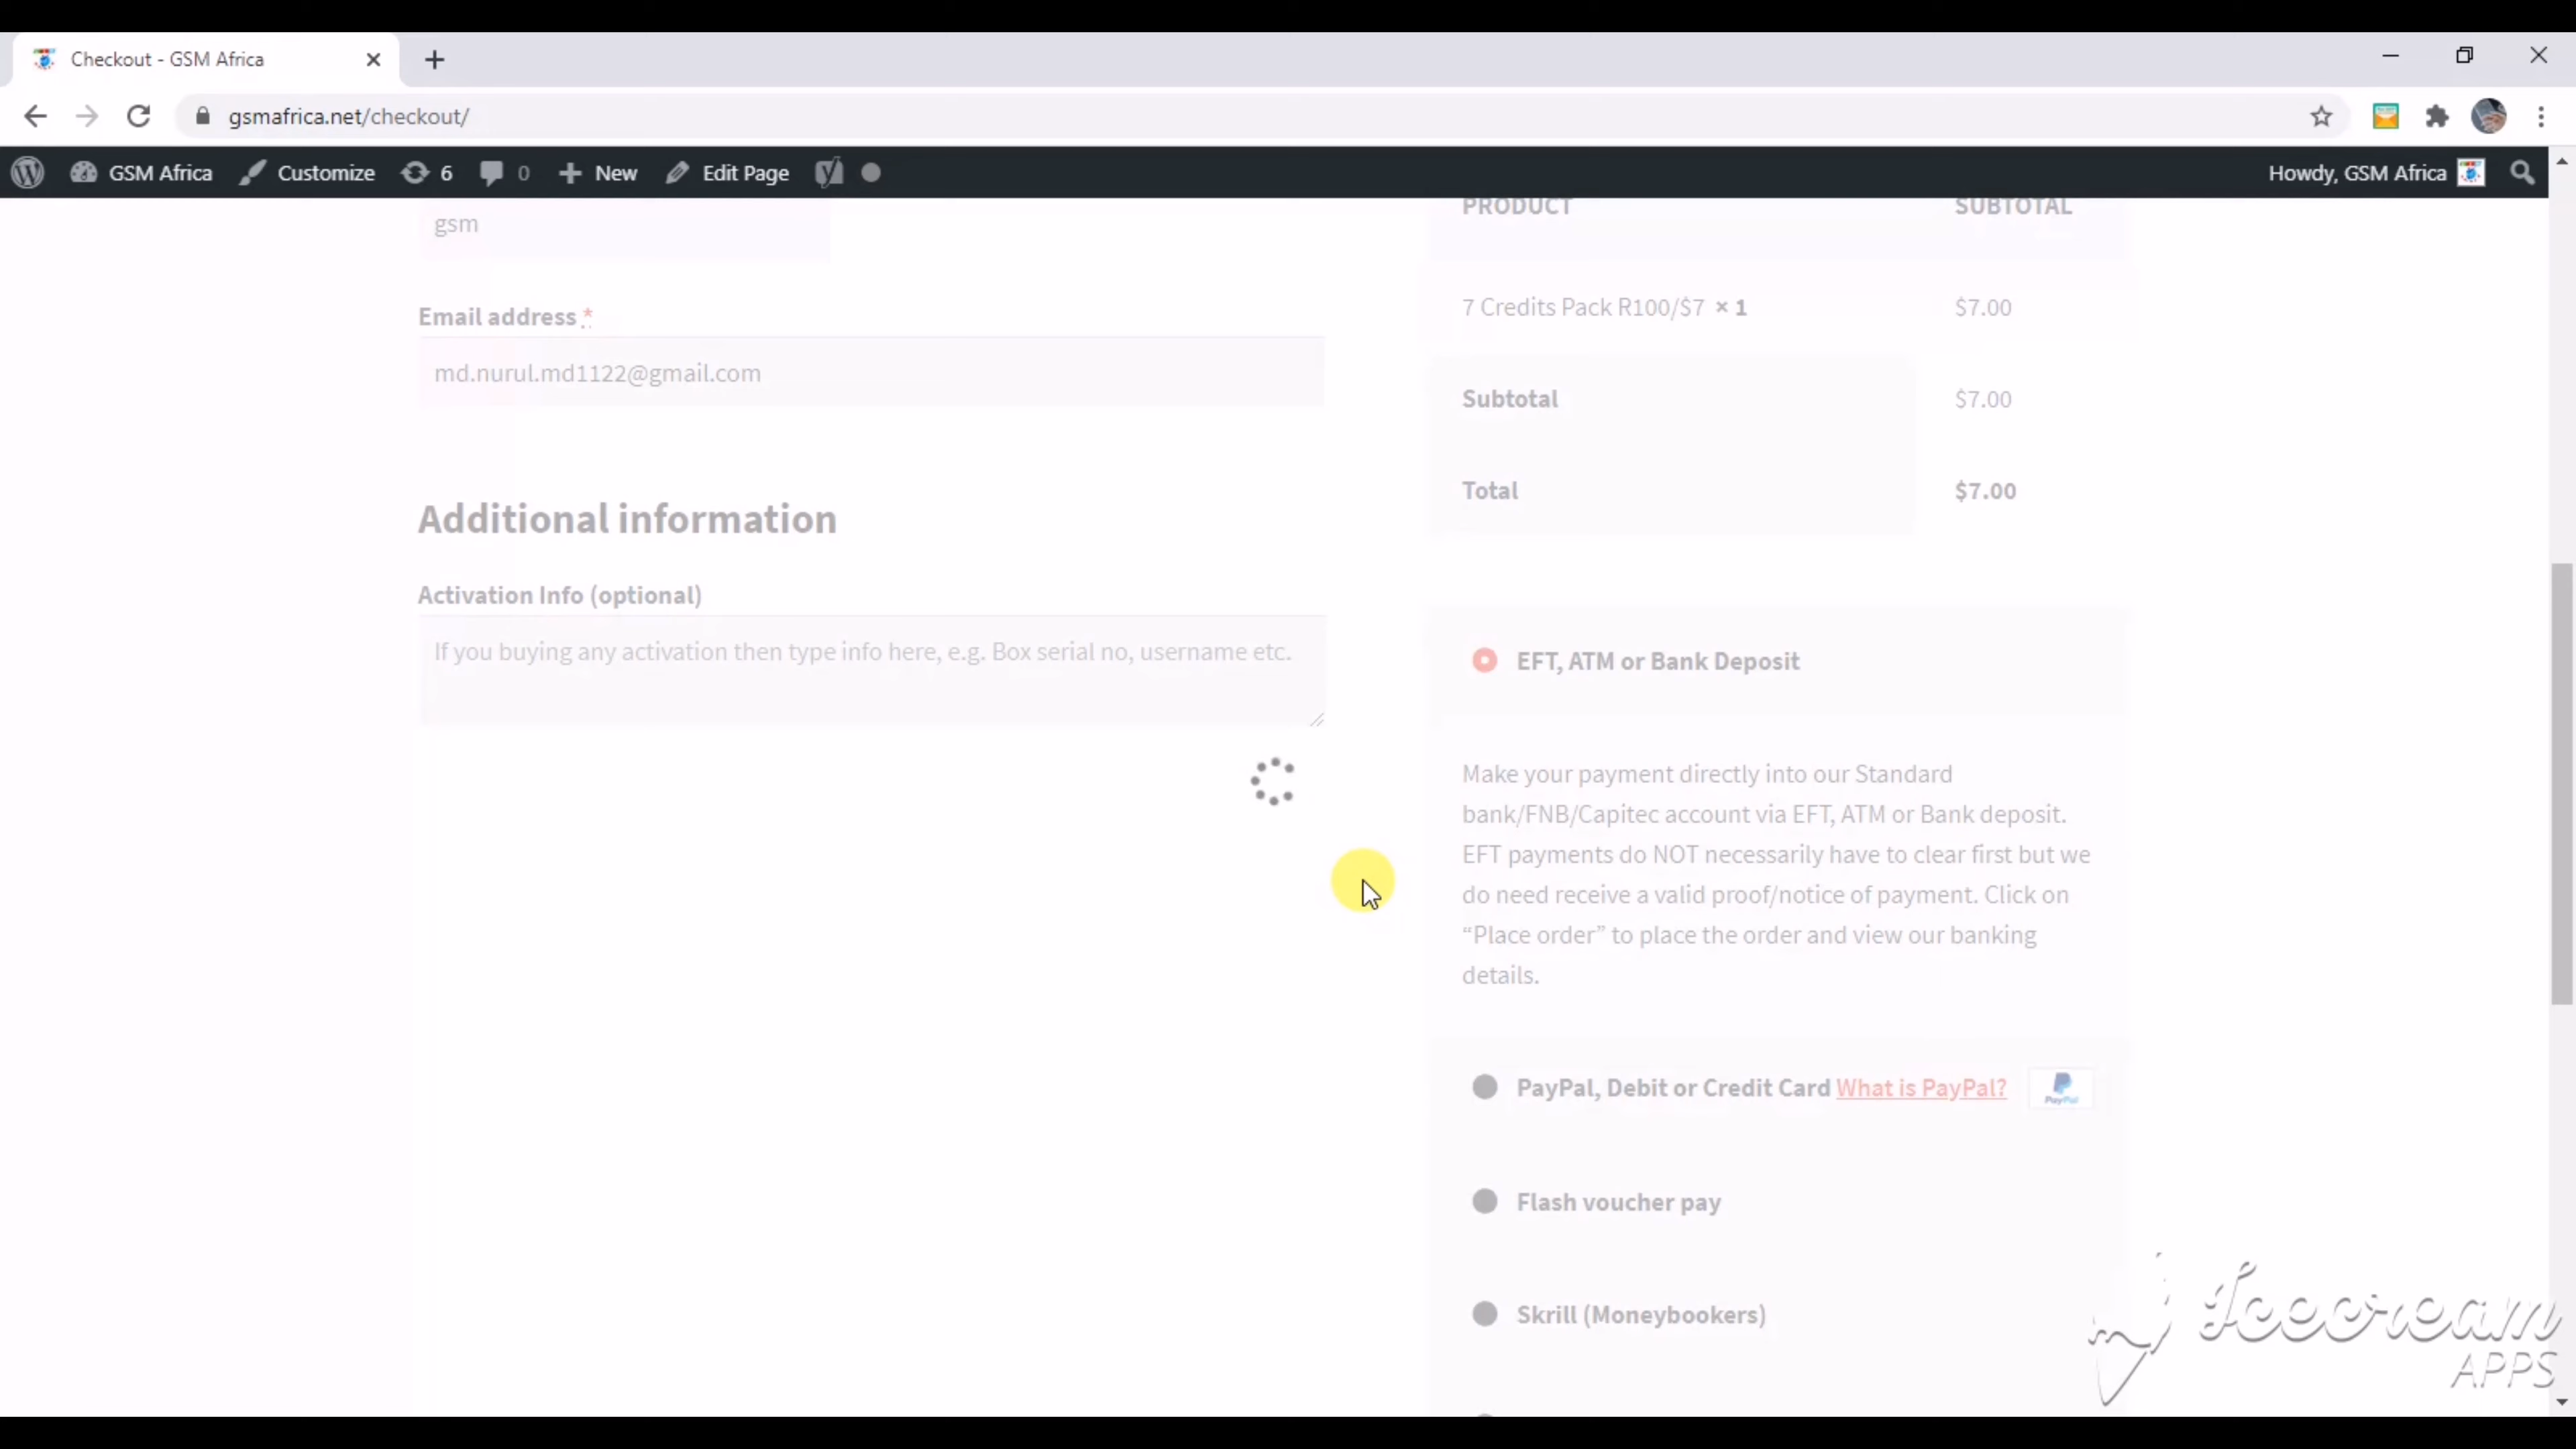 Checkout - GSM Africa
gsmafrica.net/checkout/
GSM Africa Customize 6 0 New Edit Page Howdy, GSM Africa
gsm
Email address *
md.nurul.md1122@gmail.com
Additional information
Activation Info (optional)
If you buying any activation then type info here, e.g. Box serial no, username etc.
PRODUCT SUBTOTAL
7 Credits Pack R100/$7 × 1 $7.00
Subtotal $7.00
Total $7.00
EFT, ATM or Bank Deposit
Make your payment directly into our Standard
bank/FNB/Capitec account via EFT, ATM or Bank deposit.
EFT payments do NOT necessarily have to clear first but we
do need receive a valid proof/notice of payment. Click on
“Place order” to place the order and view our banking
details.
PayPal, Debit or Credit Card What is PayPal? PayPal
Flash voucher pay
Skrill (Moneybookers)
Icecream
APPS